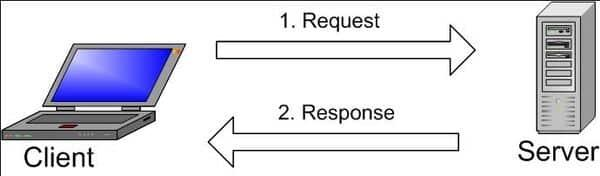 1. Request
2. Response
Client
Server